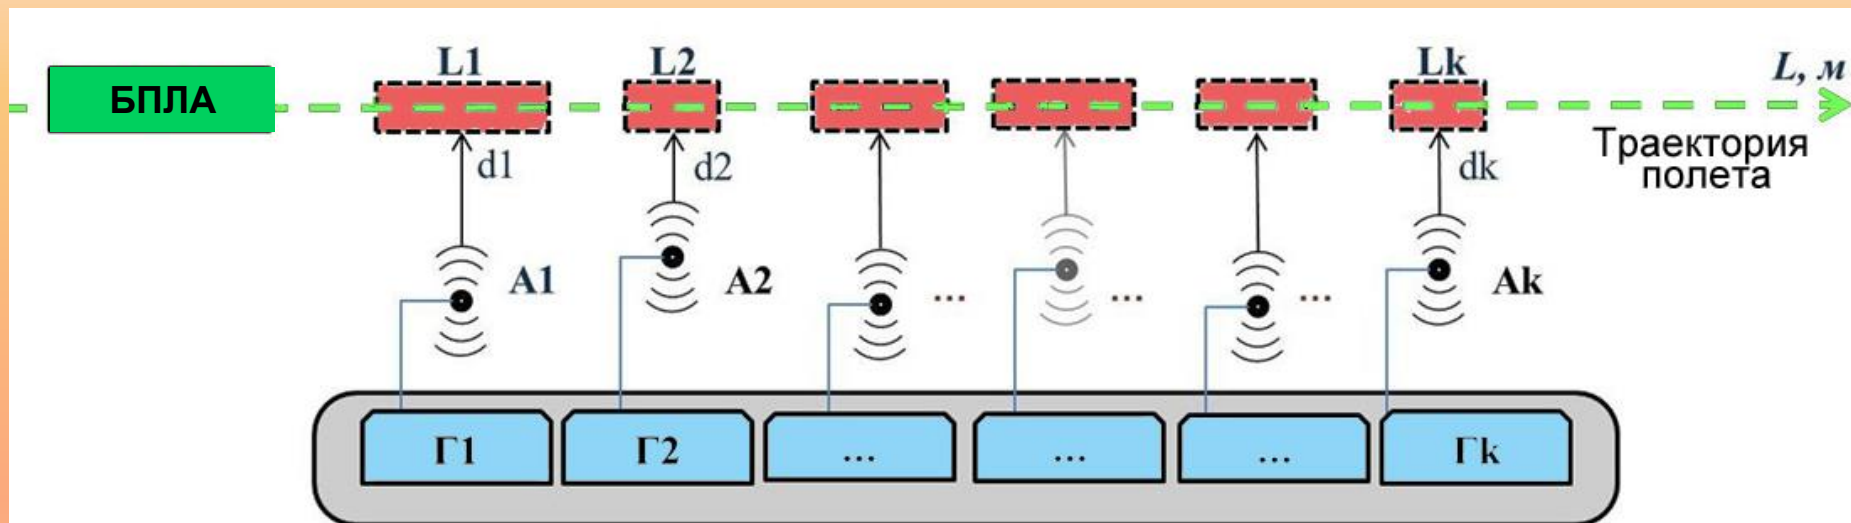 БПЛА
L1
L2
Lk
L, м
Траектория
полета
d1
d2
dk
A1
A2
...
...
...
Ak
Г1
Г2
...
...
...
Гk